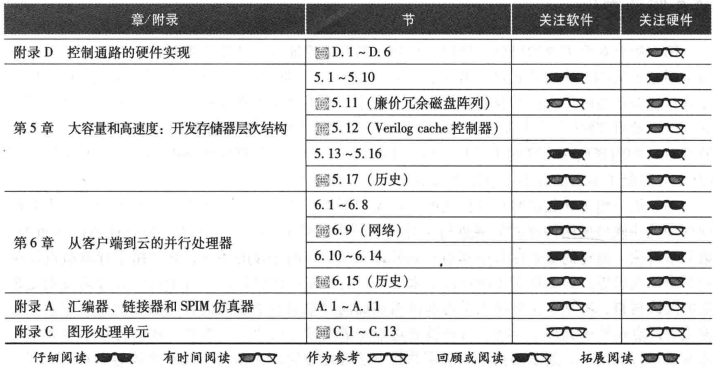 章/附录 节 关注软件 关注硬件
附录 D 控制通路的硬件实现 D. 1 ~ D. 6
第 5 章 大容量和高速度：开发存储器层次结构
5. 1 ~ 5. 10
5. 11（廉价冗余磁盘阵列）
5. 12（Verilog cache 控制器）
5. 13 ~ 5. 16
5. 17（历史）
第 6 章 从客户端到云的并行处理器
6. 1 ~ 6. 8
6. 9（网络）
6. 10 ~ 6. 14
6. 15（历史）
附录 A 汇编器、链接器和 SPIM 仿真器 A. 1 ~ A. 11
附录 C 图形处理单元 C. 1 ~ C. 13
仔细阅读 有时间阅读 作为参考 回顾或阅读 拓展阅读